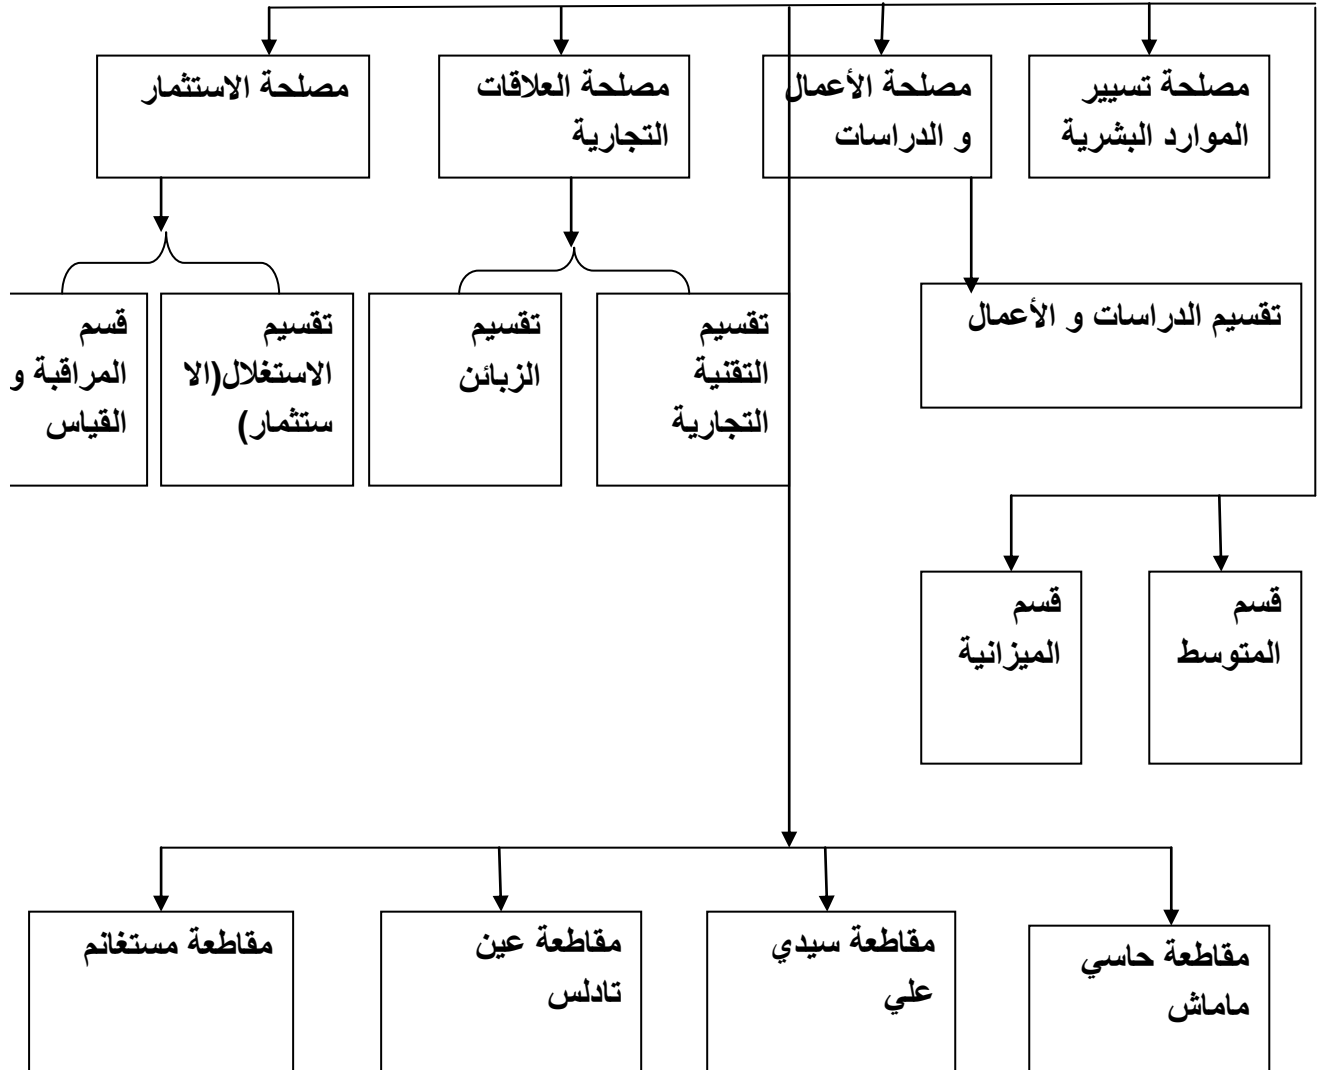 مصلحة تسيير
الموارد البشرية
مصلحة الأعمال
و الدراسات
مصلحة العلاقات
التجارية
مصلحة الاستثمار
تقسيم الدراسات و الأعمال
تقسيم
التقنية
التجارية
تقسيم
الزبائن
تقسيم
الاستغلال(الا
ستثمار)
قسم
المراقبة و
القياس
قسم
المتوسط
قسم
الميزانية
مقاطعة حاسي
ماماش
مقاطعة سيدي
علي
مقاطعة عين
تادلس
مقاطعة مستغانم